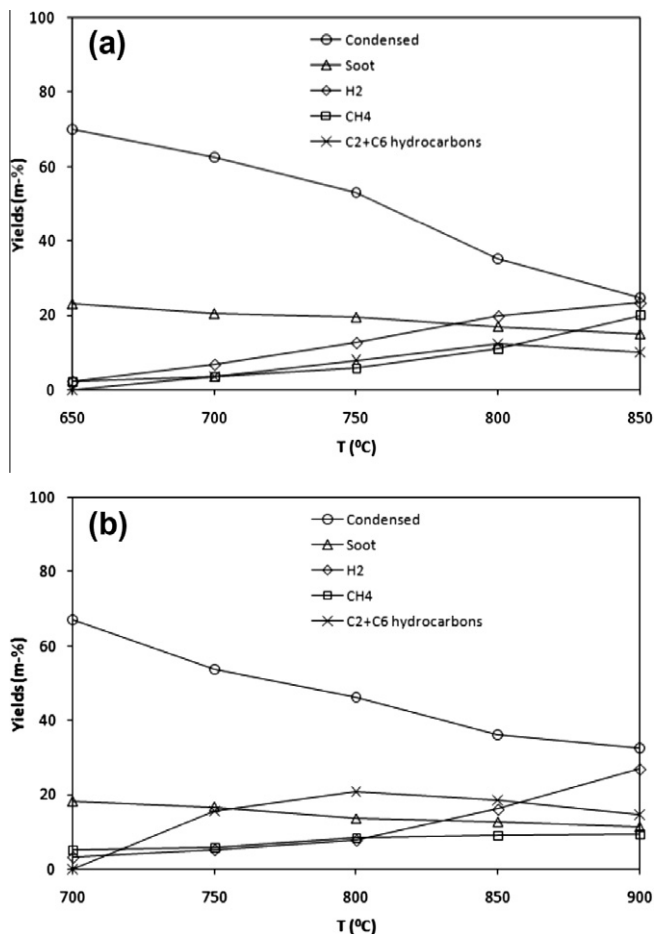 (a)
Condensed
Soot
H2
CH4
C2+C6 hydrocarbons
Yields (m-%)
100
80
60
40
20
0
650 700 750 800 850
T (⁰C)
(b)
Condensed
Soot
H2
CH4
C2+C6 hydrocarbons
Yields (m-%)
100
80
60
40
20
0
700 750 800 850 900
T (⁰C)